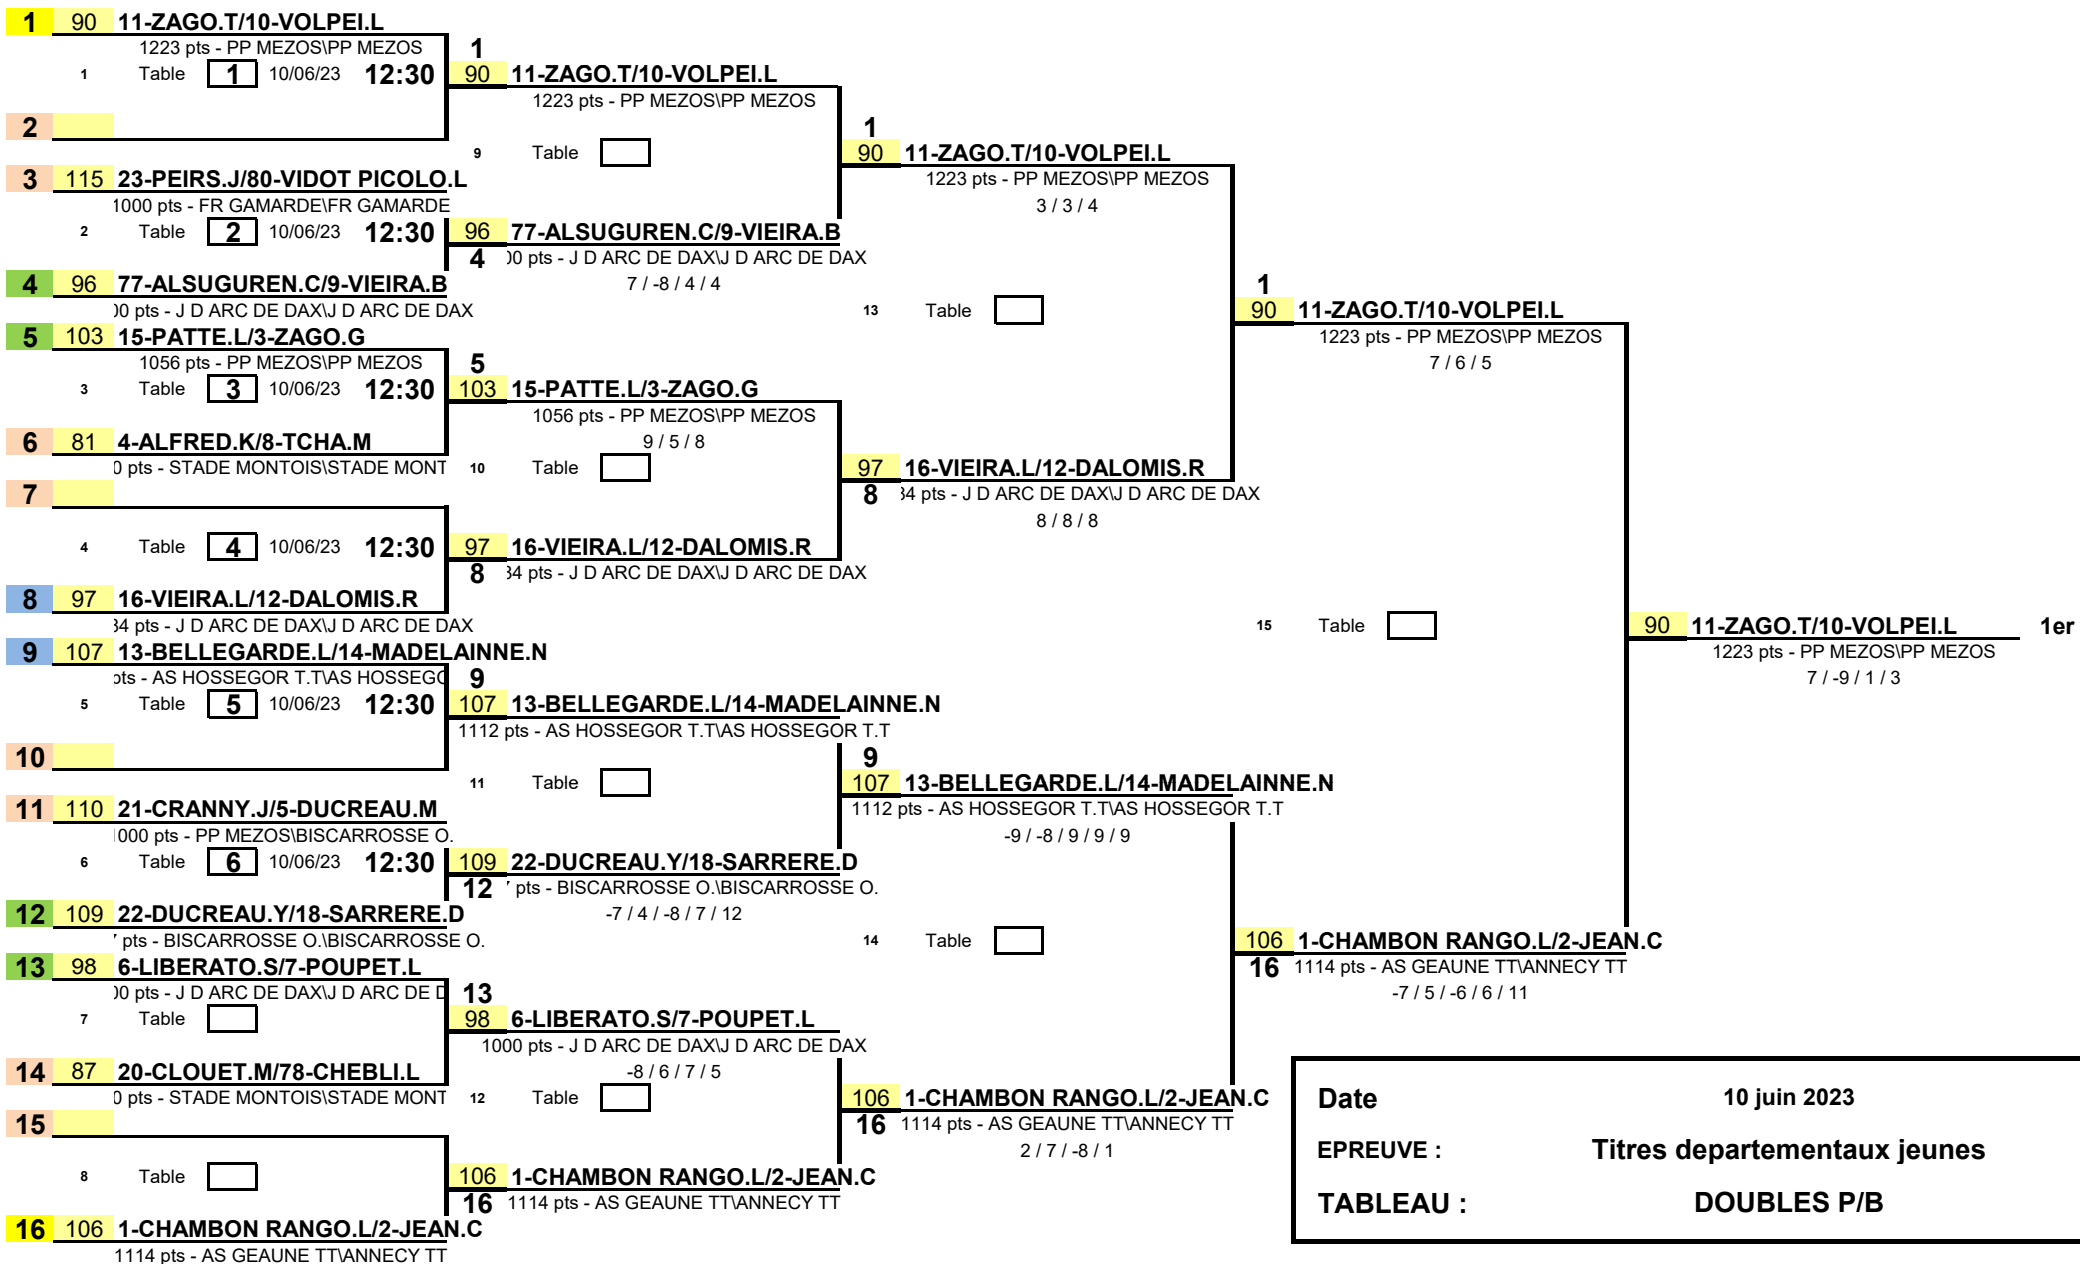 1 90 11-ZAGO.T/10-VOLPEI.L
1223 pts - PP MEZOS\PP MEZOS
1 Table 1 10/06/23 12:30
2
3 115 23-PEIRS.J/80-VIDOT PICOLO.L
1000 pts - FR GAMARDE\FR GAMARDE
2 Table 2 10/06/23 12:30
4 96 77-ALSUGUREN.C/9-VIEIRA.B
00 pts - J D ARC DE DAX\J D ARC DE DAX
5 103 15-PATTE.L/3-ZAGO.G
1056 pts - PP MEZOS\PP MEZOS
3 Table 3 10/06/23 12:30
6 81 4-ALFRED.K/8-TCHA.M
0 pts - STADE MONTOIS\STADE MONT
7
4 Table 4 10/06/23 12:30
8 97 16-VIEIRA.L/12-DALOMIS.R
34 pts - J D ARC DE DAX\J D ARC DE DAX
9 107 13-BELLEGARDE.L/14-MADELAINNE.N
pts - AS HOSSEGOR T.T\AS HOSSEGO
5 Table 5 10/06/23 12:30
10
11 110 21-CRANNY.J/5-DUCREAU.M
000 pts - PP MEZOS\BISCARROSSE O.
6 Table 6 10/06/23 12:30
12 109 22-DUCREAU.Y/18-SARRERE.D
pts - BISCARROSSE O.\BISCARROSSE O.
13 98 6-LIBERATO.S/7-POUPET.L
00 pts - J D ARC DE DAX\J D ARC DE D
7 Table
14 87 20-CLOUET.M/78-CHEBLI.L
0 pts - STADE MONTOIS\STADE MONT
15
8 Table
16 106 1-CHAMBON RANGO.L/2-JEAN.C
1114 pts - AS GEAUNE TT\ANNECY TT
1
90 11-ZAGO.T/10-VOLPEI.L
1223 pts - PP MEZOS\PP MEZOS
9 Table
96 77-ALSUGUREN.C/9-VIEIRA.B
4 00 pts - J D ARC DE DAX\J D ARC DE DAX
7 / -8 / 4 / 4
5
103 15-PATTE.L/3-ZAGO.G
1056 pts - PP MEZOS\PP MEZOS
9 / 5 / 8
10 Table
97 16-VIEIRA.L/12-DALOMIS.R
8 34 pts - J D ARC DE DAX\J D ARC DE DAX
9
107 13-BELLEGARDE.L/14-MADELAINNE.N
1112 pts - AS HOSSEGOR T.T\AS HOSSEGOR T.T
11 Table
109 22-DUCREAU.Y/18-SARRERE.D
12 pts - BISCARROSSE O.\BISCARROSSE O.
-7 / 4 / -8 / 7 / 12
13
98 6-LIBERATO.S/7-POUPET.L
1000 pts - J D ARC DE DAX\J D ARC DE DAX
-8 / 6 / 7 / 5
12 Table
106 1-CHAMBON RANGO.L/2-JEAN.C
16 1114 pts - AS GEAUNE TT\ANNECY TT
1
90 11-ZAGO.T/10-VOLPEI.L
1223 pts - PP MEZOS\PP MEZOS
3 / 3 / 4
13 Table
97 16-VIEIRA.L/12-DALOMIS.R
8 34 pts - J D ARC DE DAX\J D ARC DE DAX
8 / 8 / 8
9
107 13-BELLEGARDE.L/14-MADELAINNE.N
1112 pts - AS HOSSEGOR T.T\AS HOSSEGOR T.T
-9 / -8 / 9 / 9 / 9
14 Table
106 1-CHAMBON RANGO.L/2-JEAN.C
16 1114 pts - AS GEAUNE TT\ANNECY TT
2 / 7 / -8 / 1
1
90 11-ZAGO.T/10-VOLPEI.L
1223 pts - PP MEZOS\PP MEZOS
7 / 6 / 5
15 Table
106 1-CHAMBON RANGO.L/2-JEAN.C
16 1114 pts - AS GEAUNE TT\ANNECY TT
-7 / 5 / -6 / 6 / 11
90 11-ZAGO.T/10-VOLPEI.L 1er
1223 pts - PP MEZOS\PP MEZOS
7 / -9 / 1 / 3
Date 10 juin 2023
EPREUVE : Titres departementaux jeunes
TABLEAU : DOUBLES P/B